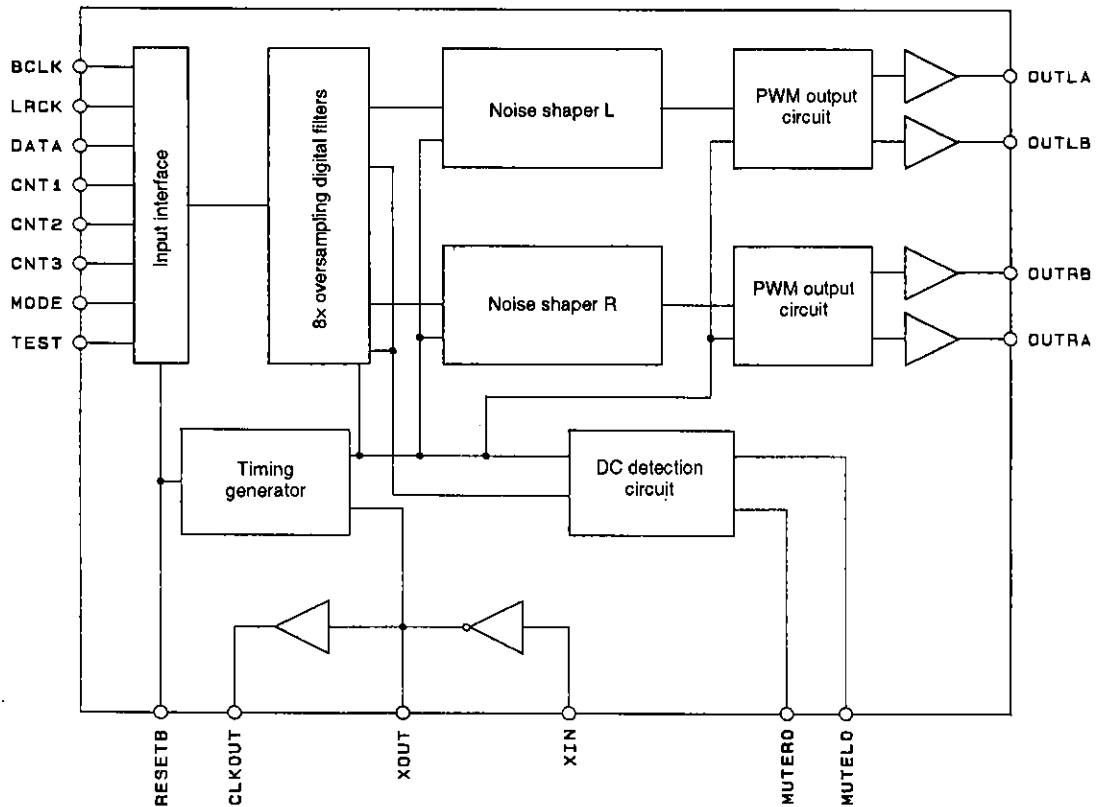 BCLK
LRCK
DATA
CNT1
CNT2
CNT3
MODE
TEST
Input interface
8x oversampling digital filters
Noise shaper L
Noise shaper R
PWM output
circuit
PWM output
circuit
OUTLA
OUTLB
OUTRB
OUTRA
Timing
generator
DC detection
circuit
RESETB
CLKOUT
XOUT
XIN
MUTERO
MUTELO